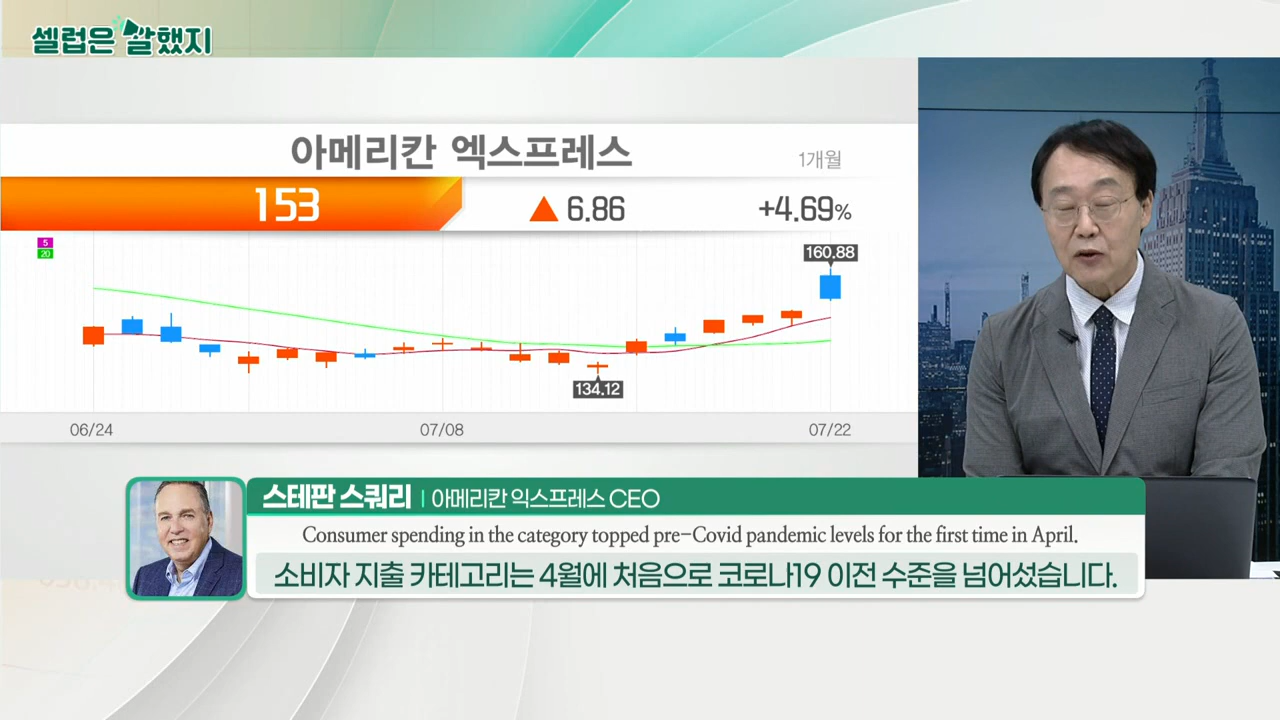 셀럽은 말했지
아메리칸 엑스프레스
1개월
153
▲ 6.86
+4.69%
5
20
160.88
134.12
06/24
07/08
07/22
스테판 스쿼리 | 아메리칸 익스프레스 CEO
Consumer spending in the category topped pre-Covid pandemic levels for the first time in April.
소비자 지출 카테고리는 4월에 처음으로 코로나19 이전 수준을 넘어섰습니다.